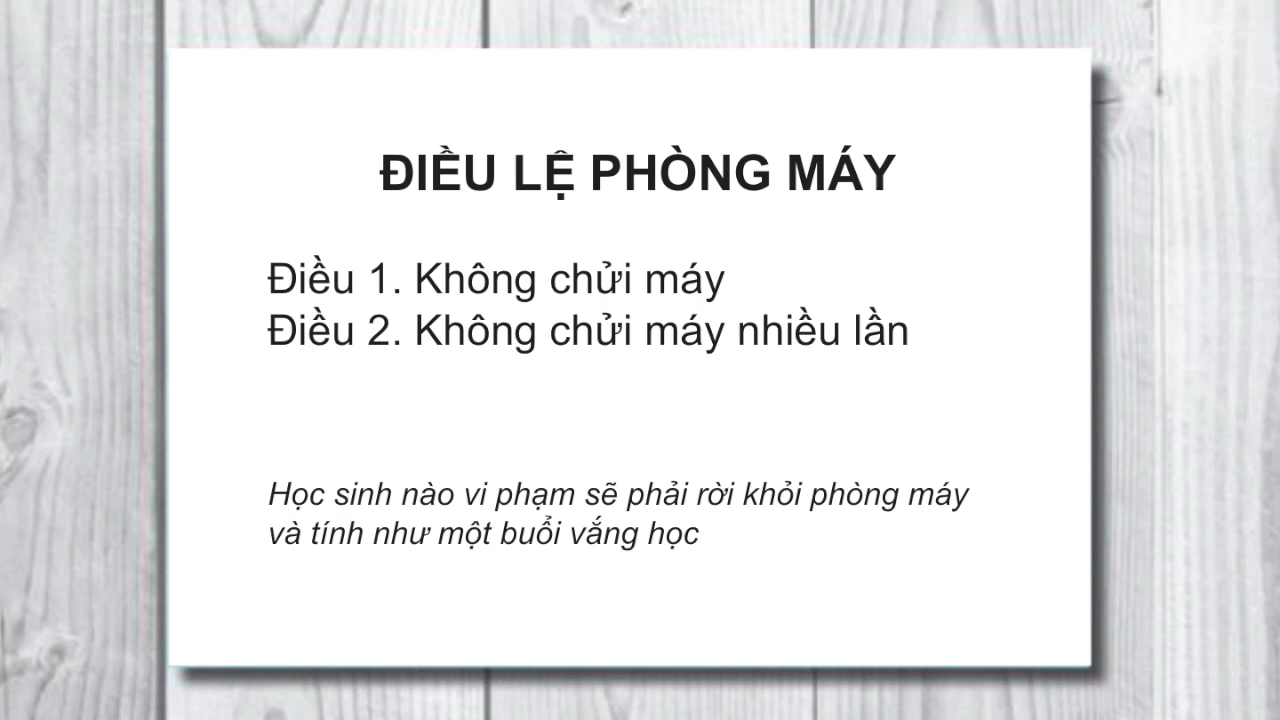 ĐIỀU LỆ PHÒNG MÁY
Điều 1. Không chửi máy
Điều 2. Không chửi máy nhiều lần
Học sinh nào vi phạm sẽ phải rời khỏi phòng máy
và tính như một buổi vắng học